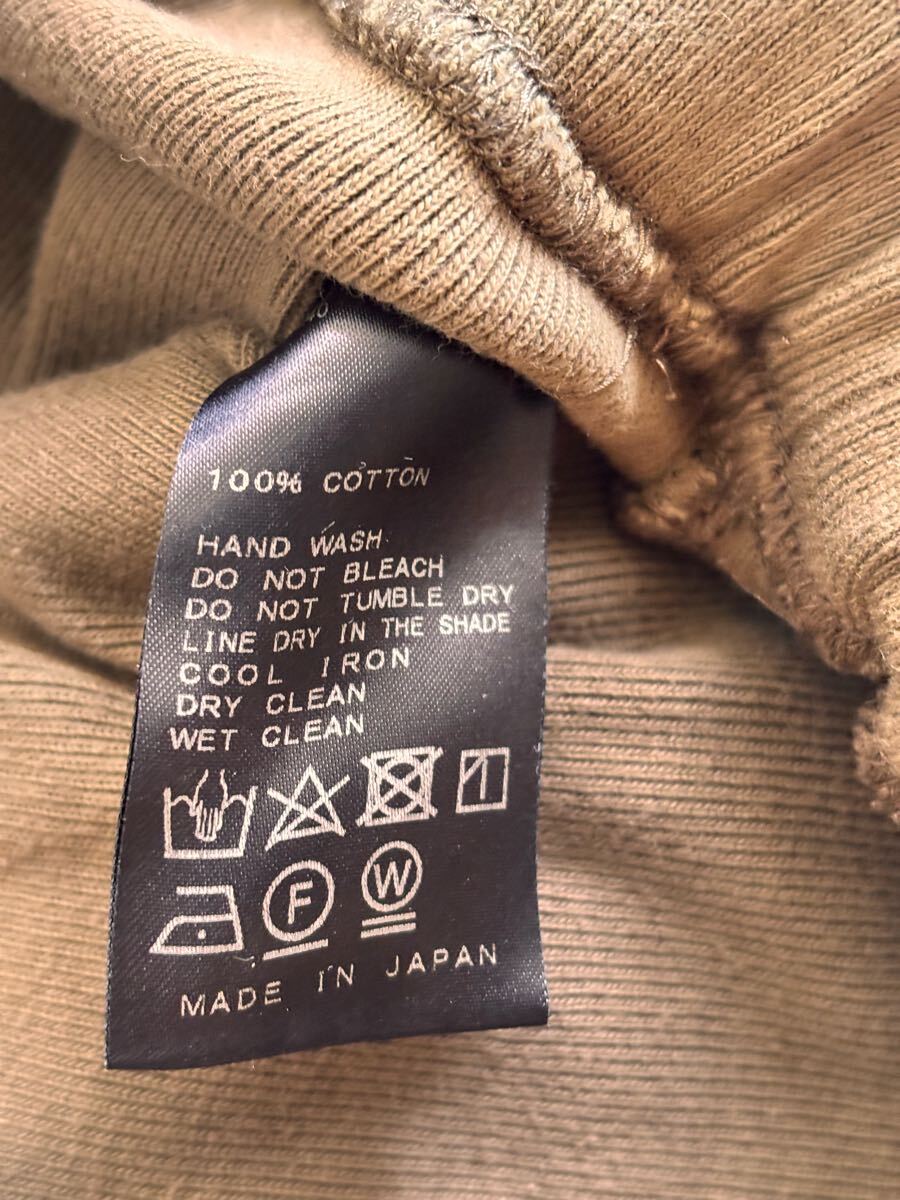 100% COTTON
HAND WASH
DO NOT BLEACH
DO NOT TUMBLE DRY
LINE DRY IN THE SHADE
COOL IRON
DRY CLEAN
WET CLEAN
F W
MADE IN JAPAN